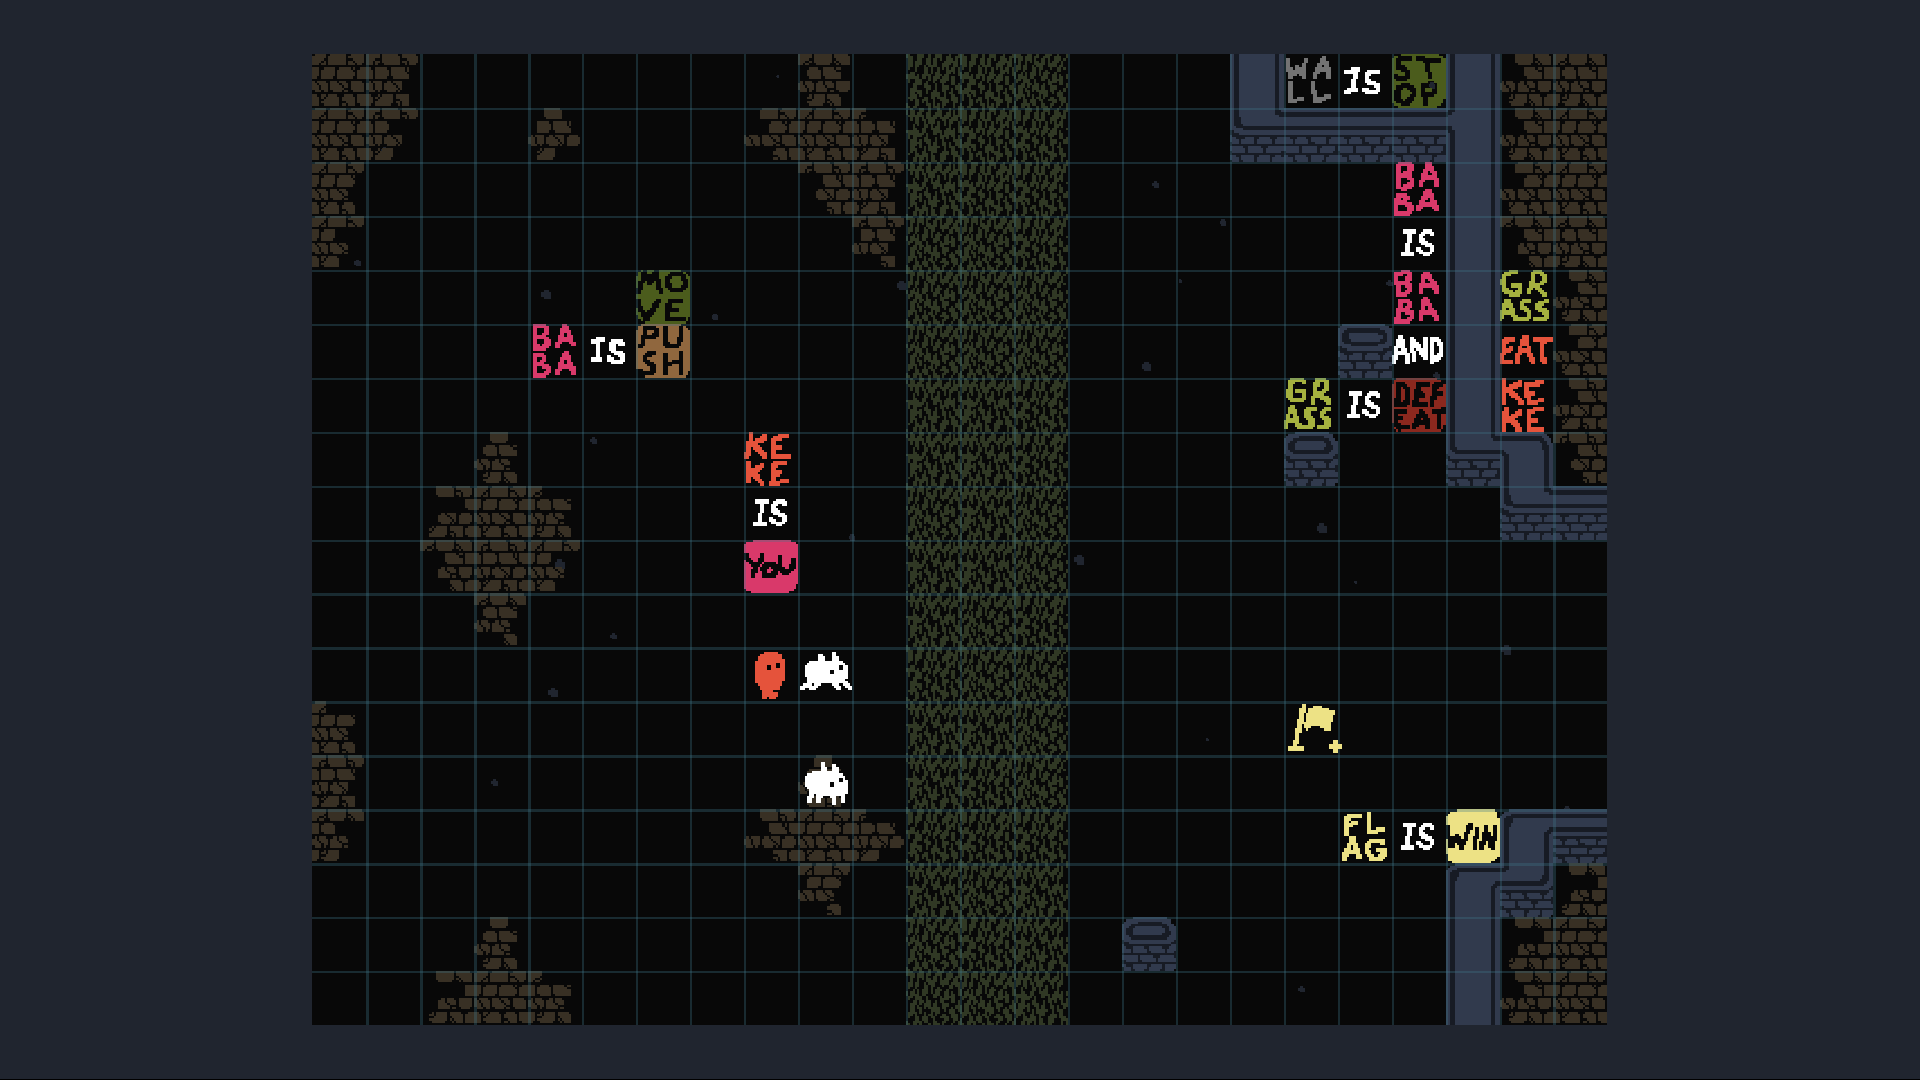 WALL IS STOP
BABA
IS
MOVE
BABA
GRASS
BABA IS PUSH
AND
EAT
GRASS IS DEFEAT
KEKE
KEKE
IS
YOU
FLAG IS WIN